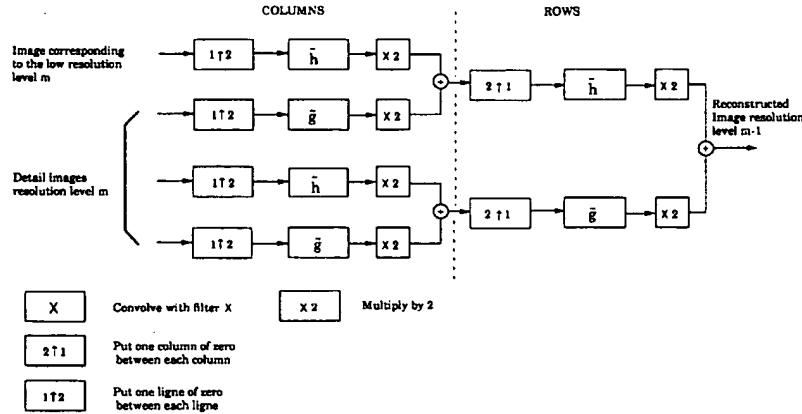 COLUMNS
ROWS
Image corresponding
to the low resolution
level m
1↑2
h̄
X 2
2↑1
h̄
X 2
1↑2
ḡ
X 2
Reconstructed
Image resolution
level m-1
Detail Images
resolution level m
1↑2
h̄
X 2
1↑2
ḡ
X 2
2↑1
ḡ
X 2
X
Convolve with filter X
X 2
Multiply by 2
2↑1
Put one column of zero
between each column
1↑2
Put one ligne of zero
between each ligne